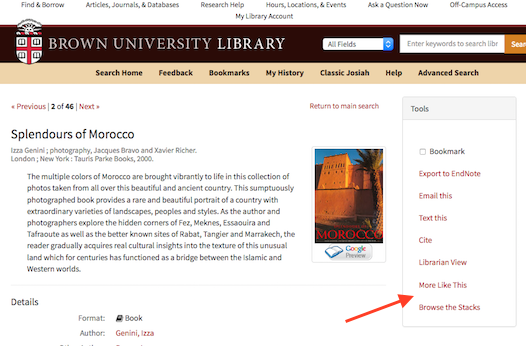 Find & Borrow Articles, Journals, & Databases Research Help Hours, Locations, & Events Ask a Question Now Off-Campus Access
My Library Account
BROWN UNIVERSITY LIBRARY
All Fields
Enter keywords to search libr
Sear
Search Home Feedback Bookmarks My History Classic Josiah Help Advanced Search
« Previous | 2 of 46 | Next »
Return to main search
Splendours of Morocco
Izza Genini ; photography, Jacques Bravo and Xavier Richer.
London ; New York : Tauris Parke Books, 2000.
The multiple colors of Morocco are brought vibrantly to life in this collection of
photos taken from all over this beautiful and ancient country. This sumptuously
photographed book provides a rare and beautiful portrait of a country with
extraordinary varieties of landscapes, peoples and styles. As the author and
photographers explore the hidden corners of Fez, Meknes, Essaouira and
Tafraoute as well as the better known sites of Rabat, Tangier and Marrakech, the
reader gradually acquires real cultural insights into the texture of this unusual
land which for centuries has functioned as a bridge between the Islamic and
Western worlds.
MOROCCO
Google
Preview
Details
Format: Book
Author: Genini, Izza
Tools
Bookmark
Export to EndNote
Email this
Text this
Cite
Librarian View
More Like This
Browse the Stacks